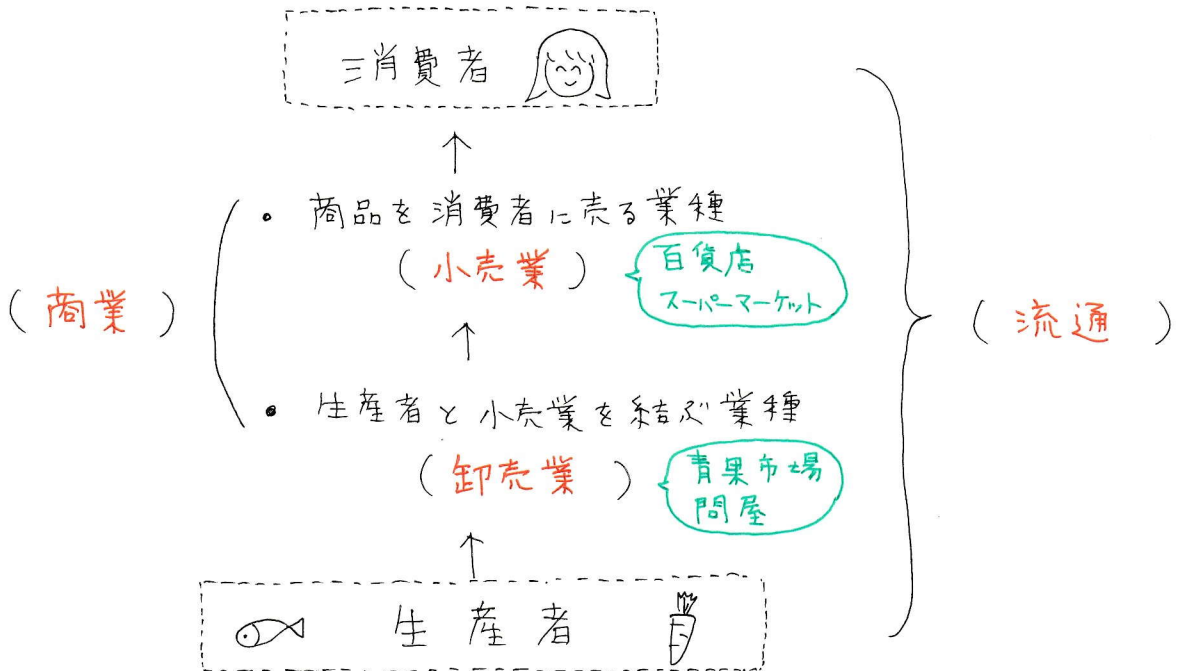 消費者
・ 商品を消費者に売る業種
( 小売業 )
百貨店
スーパーマーケット
( 商業 )
( 流通 )
・ 生産者と小売業を結ぶ業種
( 卸売業 )
青果市場
問屋
生産者